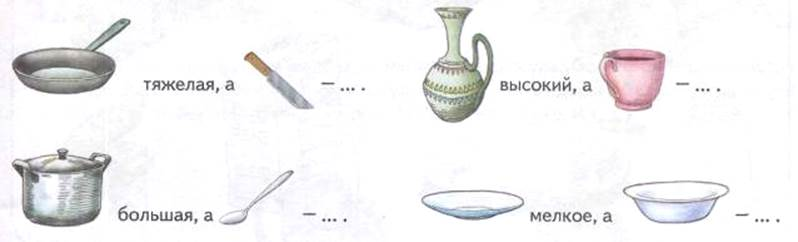 тяжелая, а – ... .
высокий, а – ... .
большая, а – ... .
мелкое, а – ... .